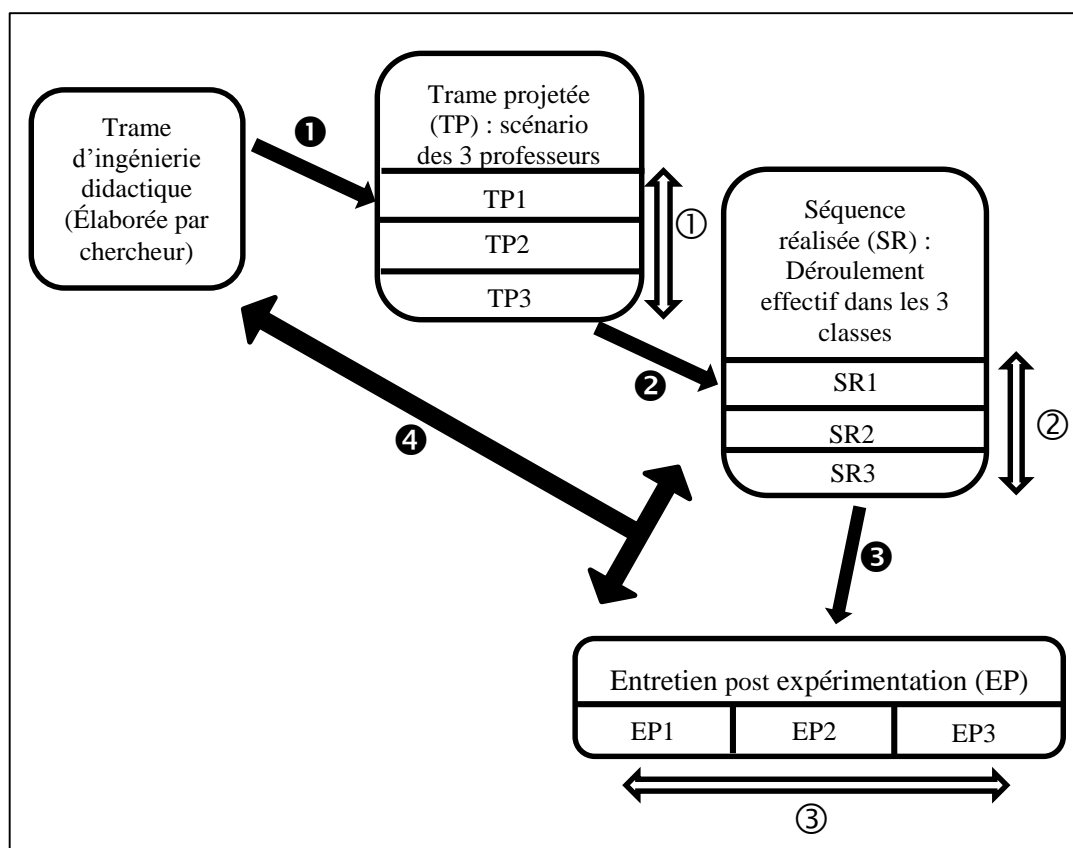 Trame
d'ingénierie
didactique
(Élaborée par
chercheur)
❶
Trame projetée
(TP) : scénario
des 3 professeurs
TP1
TP2
TP3
①
❷
Séquence
réalisée (SR) :
Déroulement
effectif dans les 3
classes
SR1
SR2
SR3
②
❹
❸
Entretien post expérimentation (EP)
EP1 EP2 EP3
③